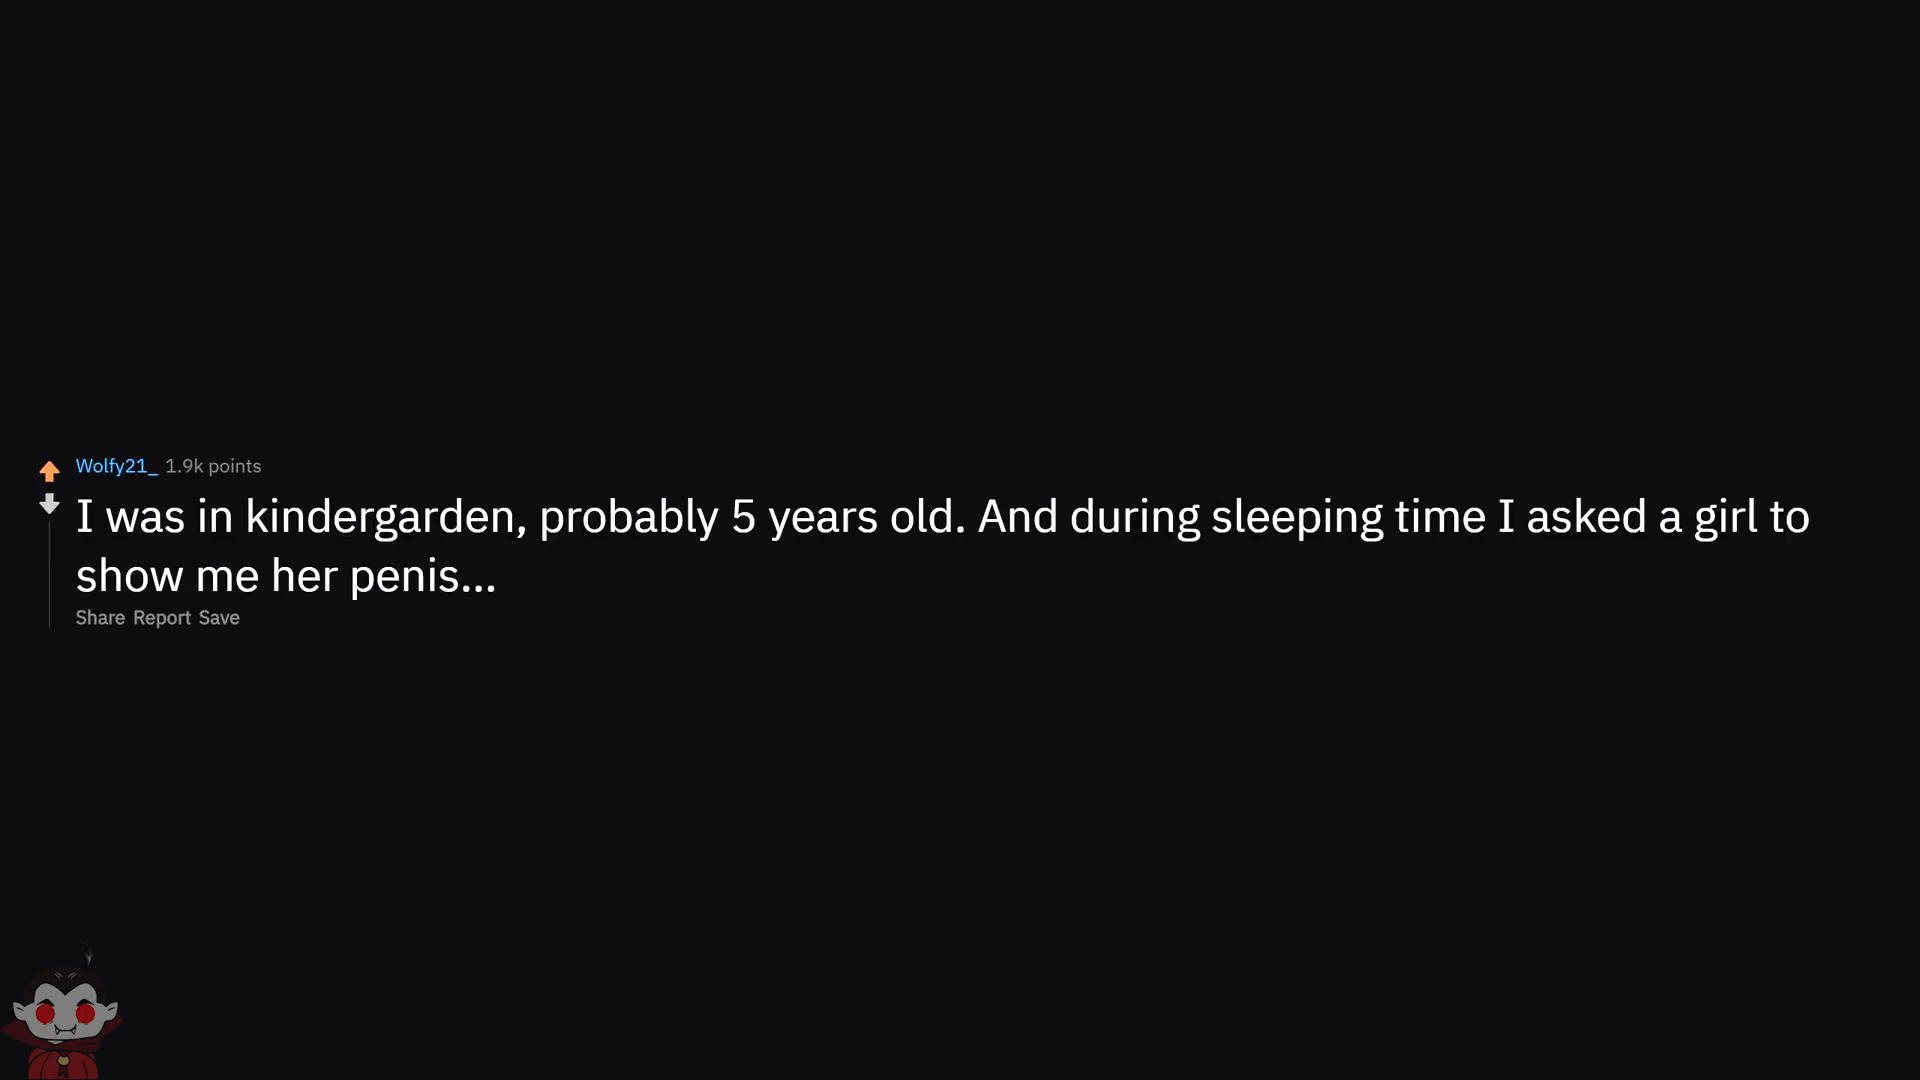 Wolfy21_ 1.9k points
I was in kindergarden, probably 5 years old. And during sleeping time I asked a girl to
show me her penis...
Share Report Save